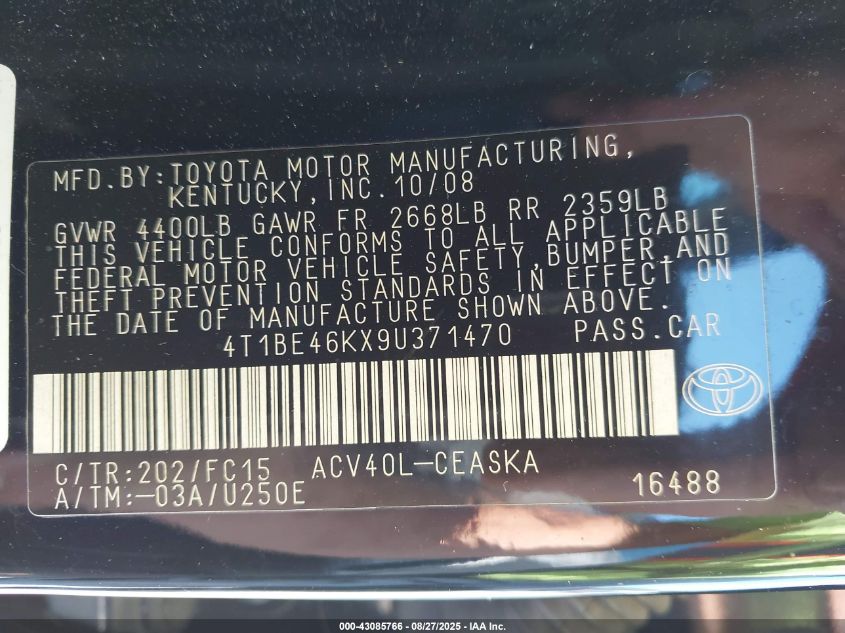 MFD.BY:TOYOTA MOTOR MANUFACTURING,
KENTUCKY,INC.10/08
GVWR 4400LB GAWR FR 2668LB RR 2359LB
THIS VEHICLE CONFORMS TO ALL APPLICABLE
FEDERAL MOTOR VEHICLE SAFETY,BUMPER,AND
THEFT PREVENTION STANDARDS IN EFFECT ON
THE DATE OF MANUFACTURE SHOWN ABOVE.
4T1BE46KX9U371470 PASS.CAR
C/TR:202/FC15 ACV40L-CEASKA
A/TM:-03A/U250E 16488
000-43085766 - 08/27/2025 - IAA Inc.